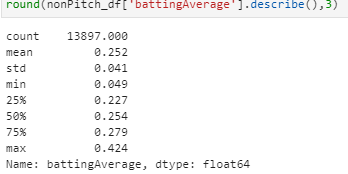 round(nonPitch_df['battingAverage'].describe(),3)
count    13897.000
mean         0.252
std          0.041
min          0.049
25%          0.227
50%          0.254
75%          0.279
max          0.424
Name: battingAverage, dtype: float64